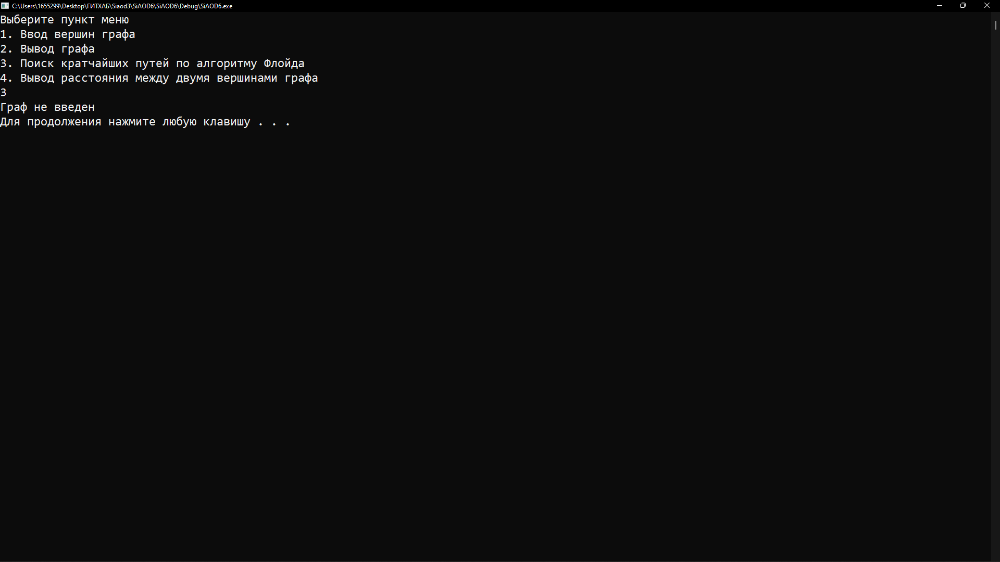 C:\Users\1655299\Desktop\ГИТХАБ\Siaod3\SiAOD6\SiAOD6\Debug\SiAOD6.exe
Выберите пункт меню
1. Ввод вершин графа
2. Вывод графа
3. Поиск кратчайших путей по алгоритму Флойда
4. Вывод расстояния между двумя вершинами графа
3
Граф не введен
Для продолжения нажмите любую клавишу . . .